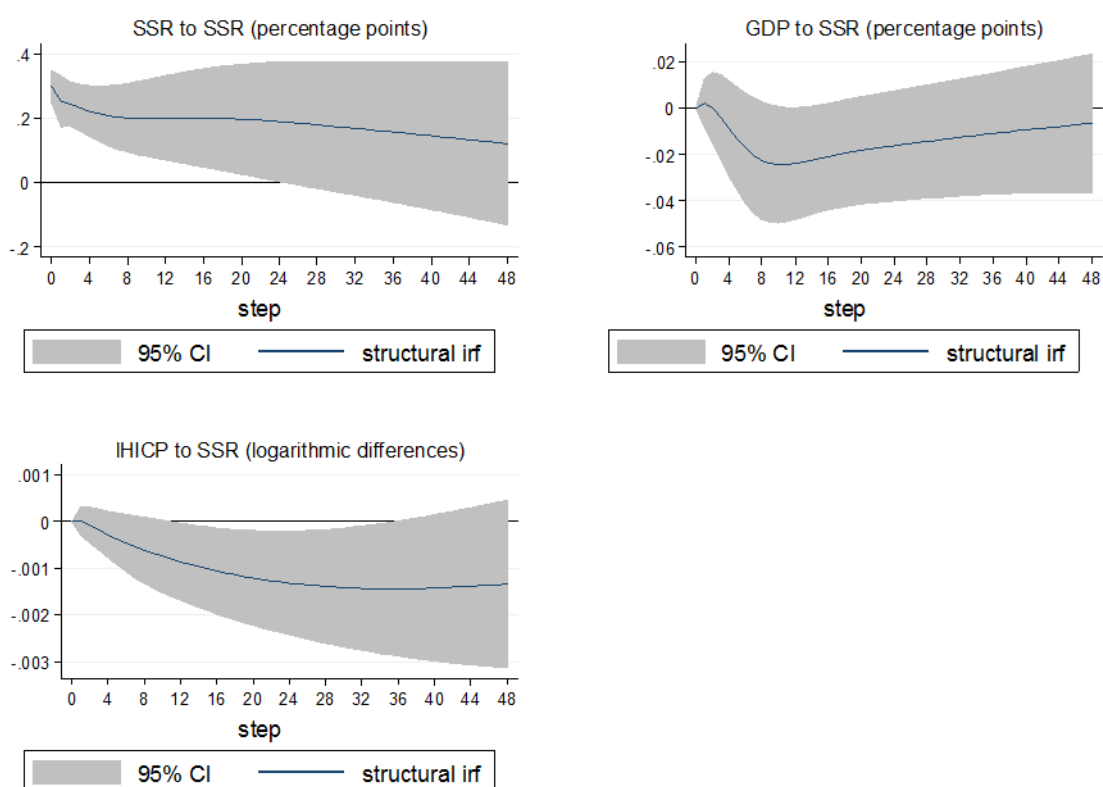 SSR to SSR (percentage points)
.4
.2
0
-.2
0 4 8 12 16 20 24 28 32 36 40 44 48
step
95% CI structural irf
GDP to SSR (percentage points)
.02
0
-.02
-.04
-.06
0 4 8 12 16 20 24 28 32 36 40 44 48
step
95% CI structural irf
lHICP to SSR (logarithmic differences)
.001
0
-.001
-.002
-.003
0 4 8 12 16 20 24 28 32 36 40 44 48
step
95% CI structural irf